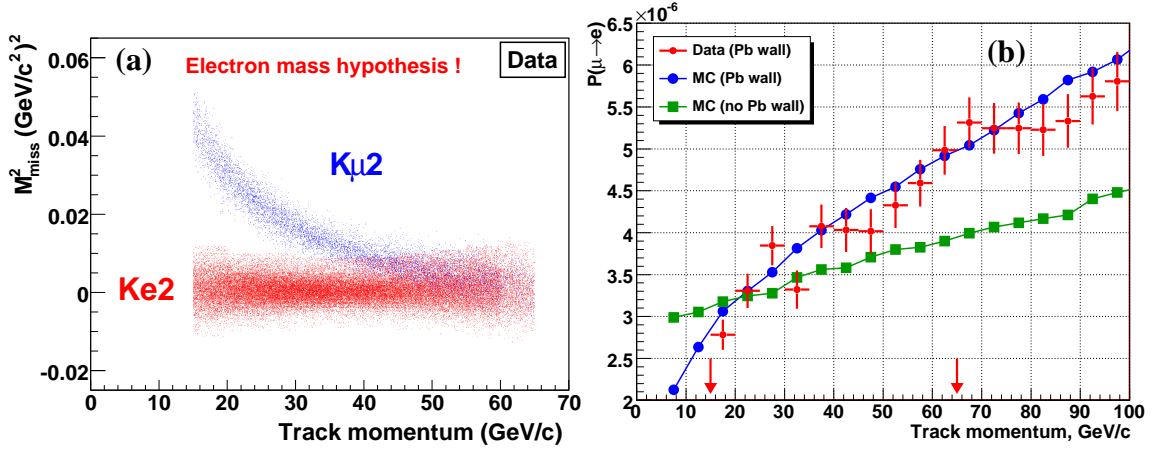 (a)
Electron mass hypothesis !
Data
Kμ2
Ke2
M²miss (GeV/c²)²
0.06
0.04
0.02
0
-0.02
0 10 20 30 40 50 60 70
Track momentum (GeV/c)
×10⁻⁶
(b)
Data (Pb wall)
MC (Pb wall)
MC (no Pb wall)
P(μ→e)
6.5
6
5.5
5
4.5
4
3.5
3
2.5
2
10 20 30 40 50 60 70 80 90 100
Track momentum, GeV/c